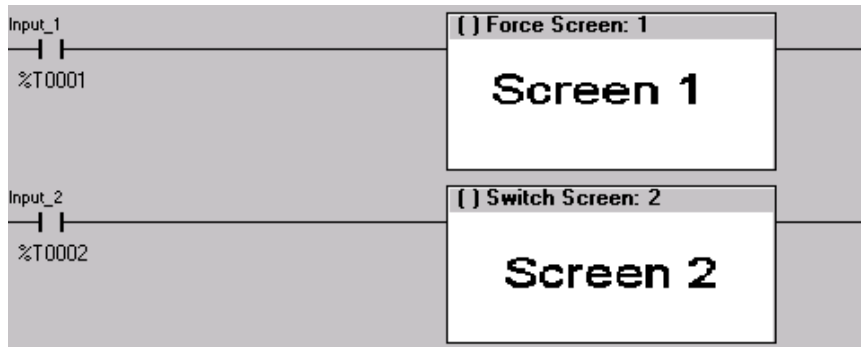 Input_1
( ) Force Screen: 1
%T0001
Screen 1
Input_2
( ) Switch Screen: 2
%T0002
Screen 2